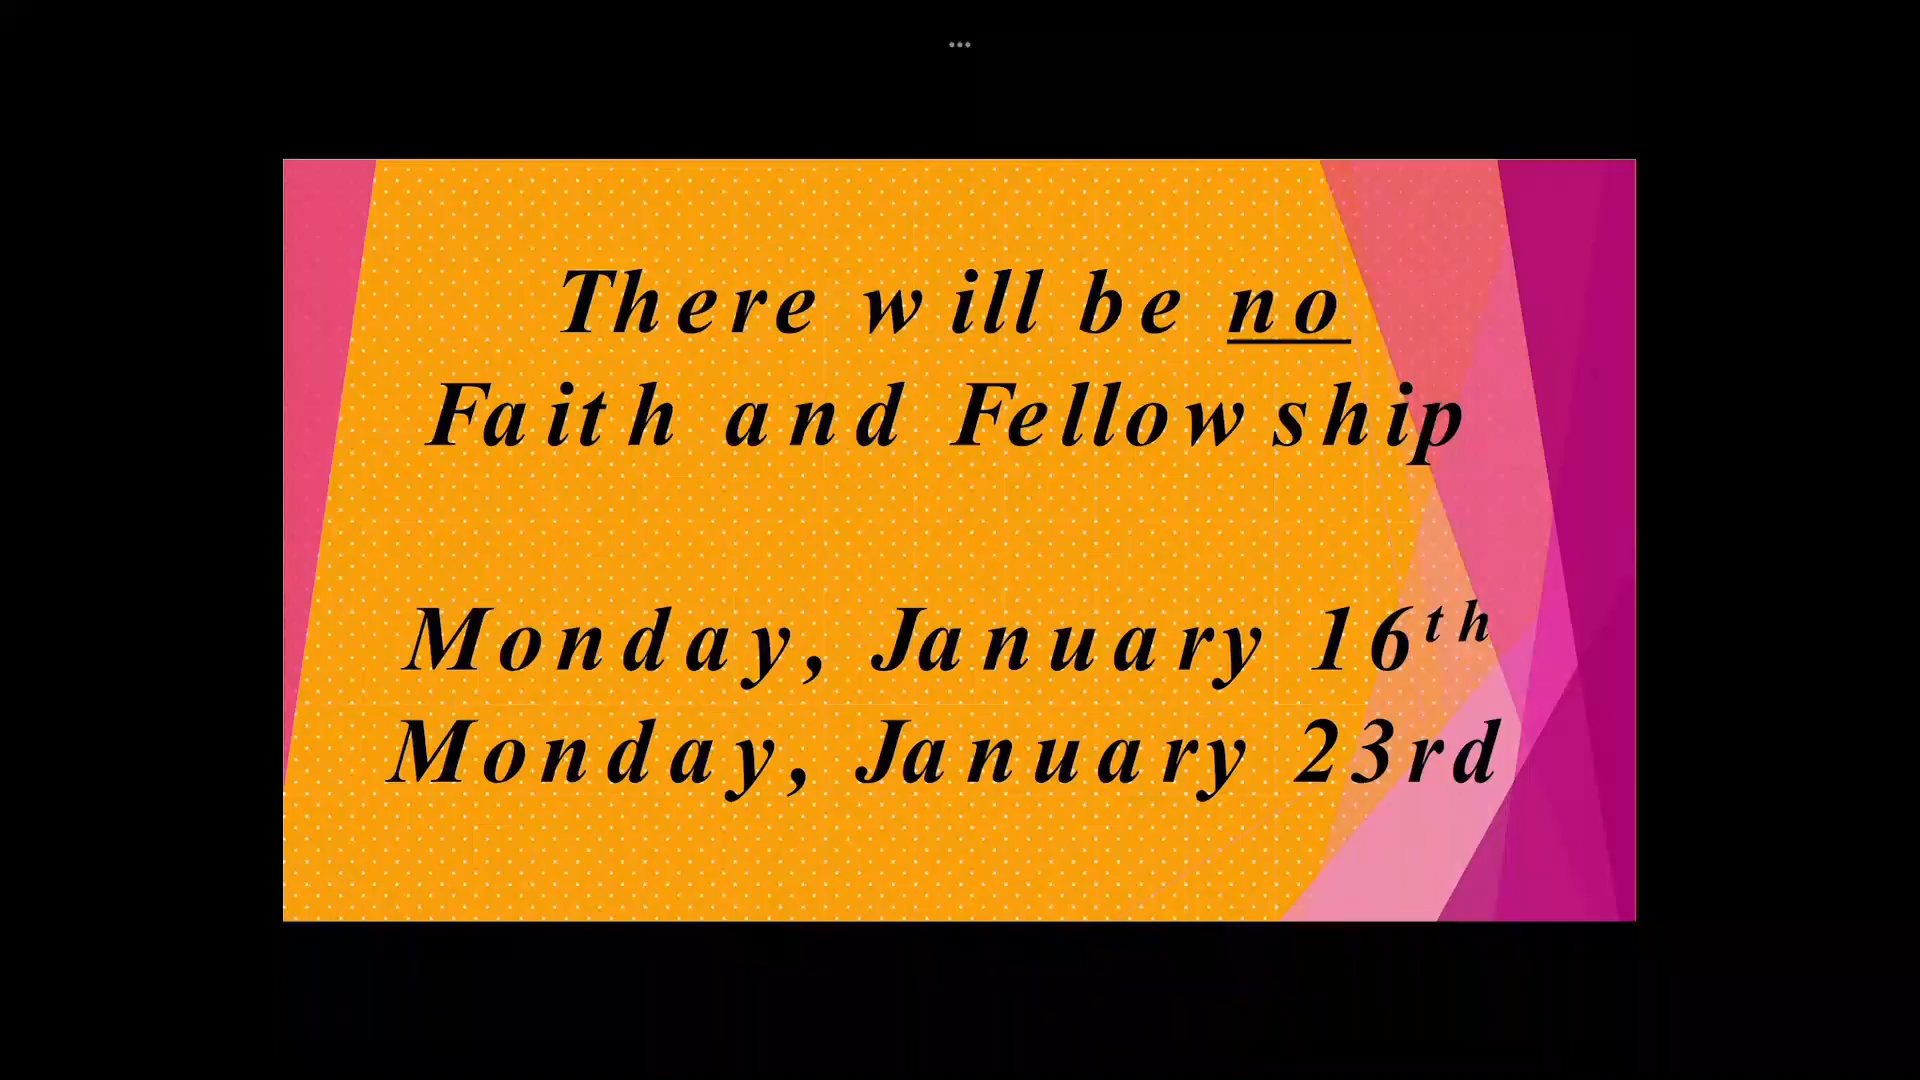 There will be no
Faith and Fellowship
Monday, January 16th
Monday, January 23rd